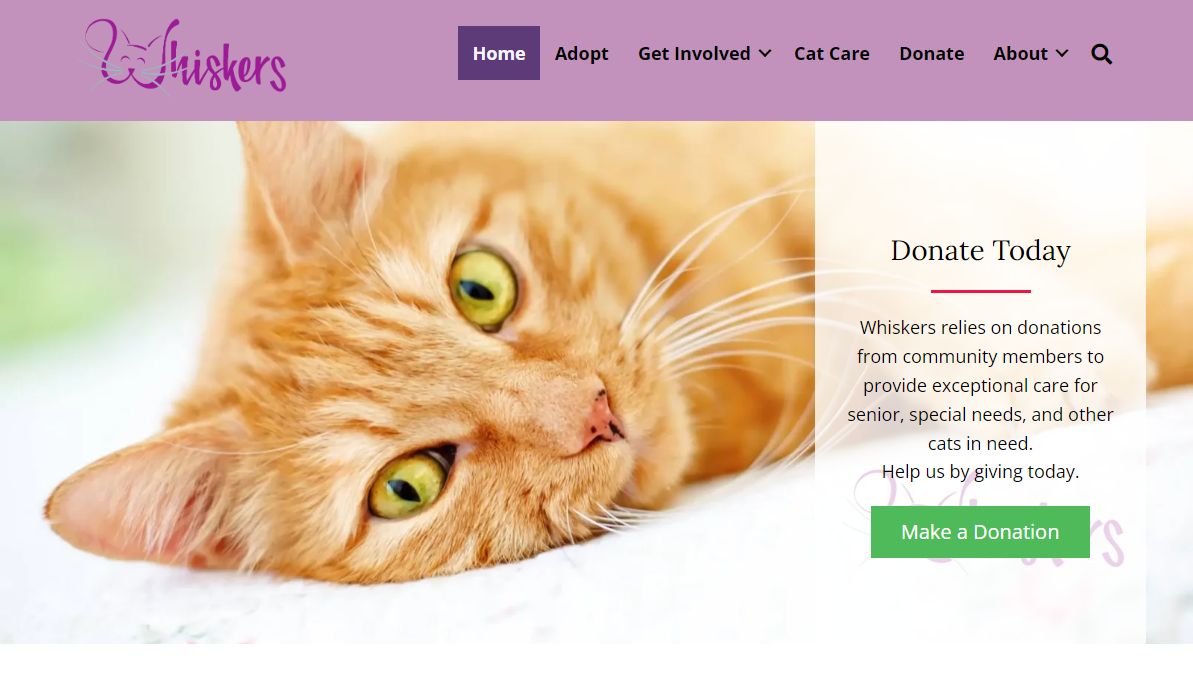 Whiskers
Home Adopt Get Involved Cat Care Donate About
Donate Today
Whiskers relies on donations
from community members to
provide exceptional care for
senior, special needs, and other
cats in need.
Help us by giving today.
Make a Donation